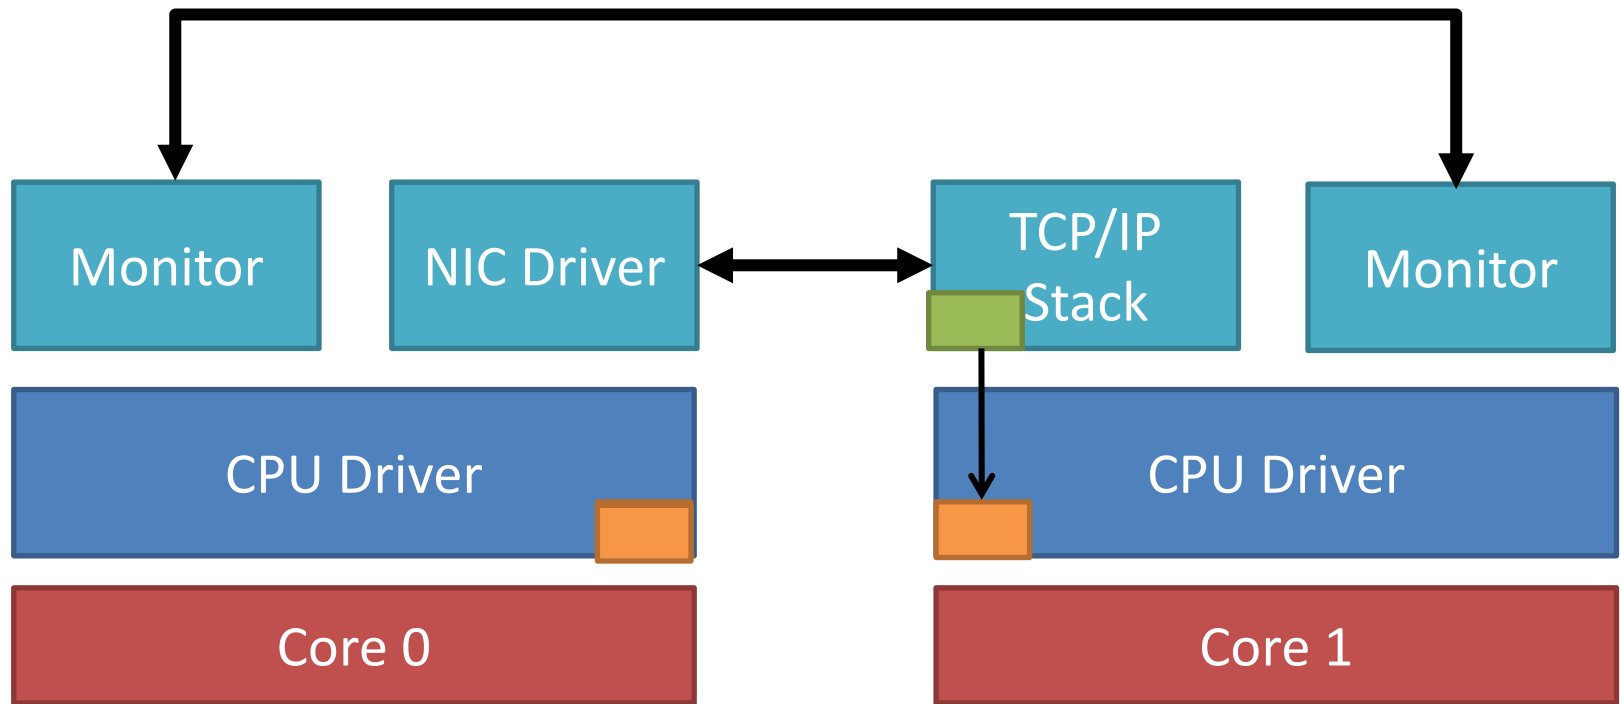 Monitor
NIC Driver
TCP/IP
Stack
Monitor
CPU Driver
CPU Driver
Core 0
Core 1